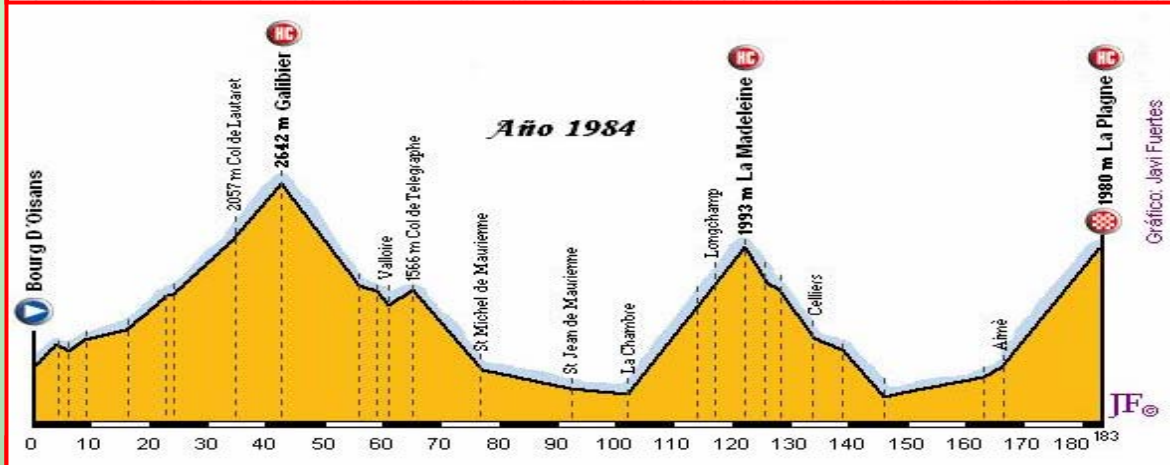 HC
HC
HC
Año 1984
Bourg D´Oisans
2057 m Col de Lautaret
2642 m Galibier
Valloire
1566 m Col de Telegraphe
St Michel de Maurienne
St Jean de Maurienne
La Chambre
Longchamp
1993 m La Madeleine
Celliers
Aimé
1980 m La Plagne
Gráfico: Javi Fuertes
JF©
0 10 20 30 40 50 60 70 80 90 100 110 120 130 140 150 160 170 180 183